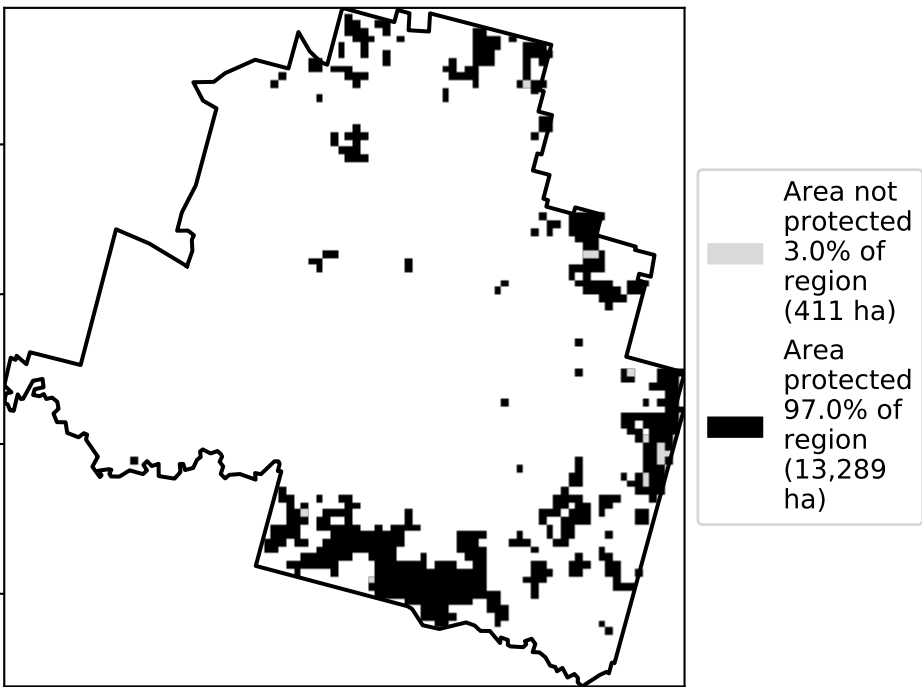 Area not
protected
3.0% of
region
(411 ha)
Area
protected
97.0% of
region
(13,289
ha)